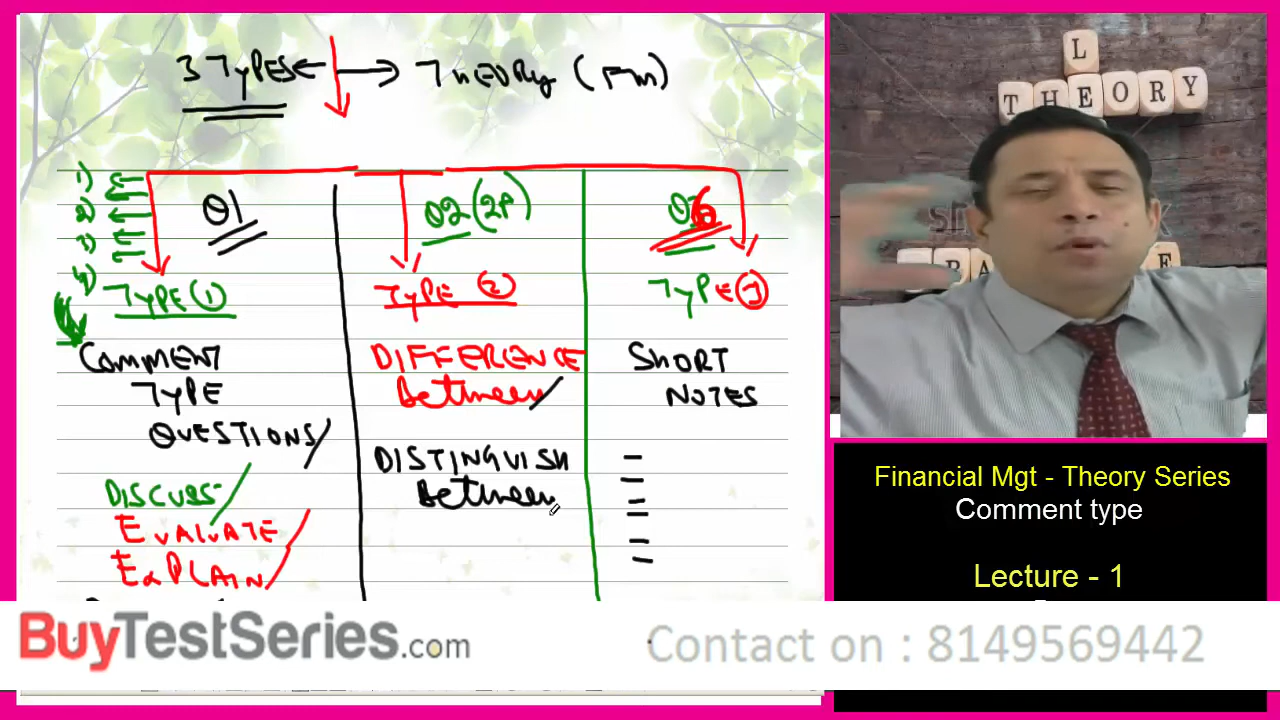 3 TYPES ← → THEORY (FM)
1)
2)
3)
4)
Q1
Q2 (2P)
TYPE (1)
TYPE (2)
TYPE
COMMENT
TYPE
QUESTIONS/
DISCUSS
EVALUATE
EXPLAIN
DIFFERENCE
Between/
DISTINGUISH
Between
SHORT
NOTES
L
THEORY
Financial Mgt - Theory Series
Comment type
Lecture - 1
BuyTestSeries.com
Contact on : 8149569442